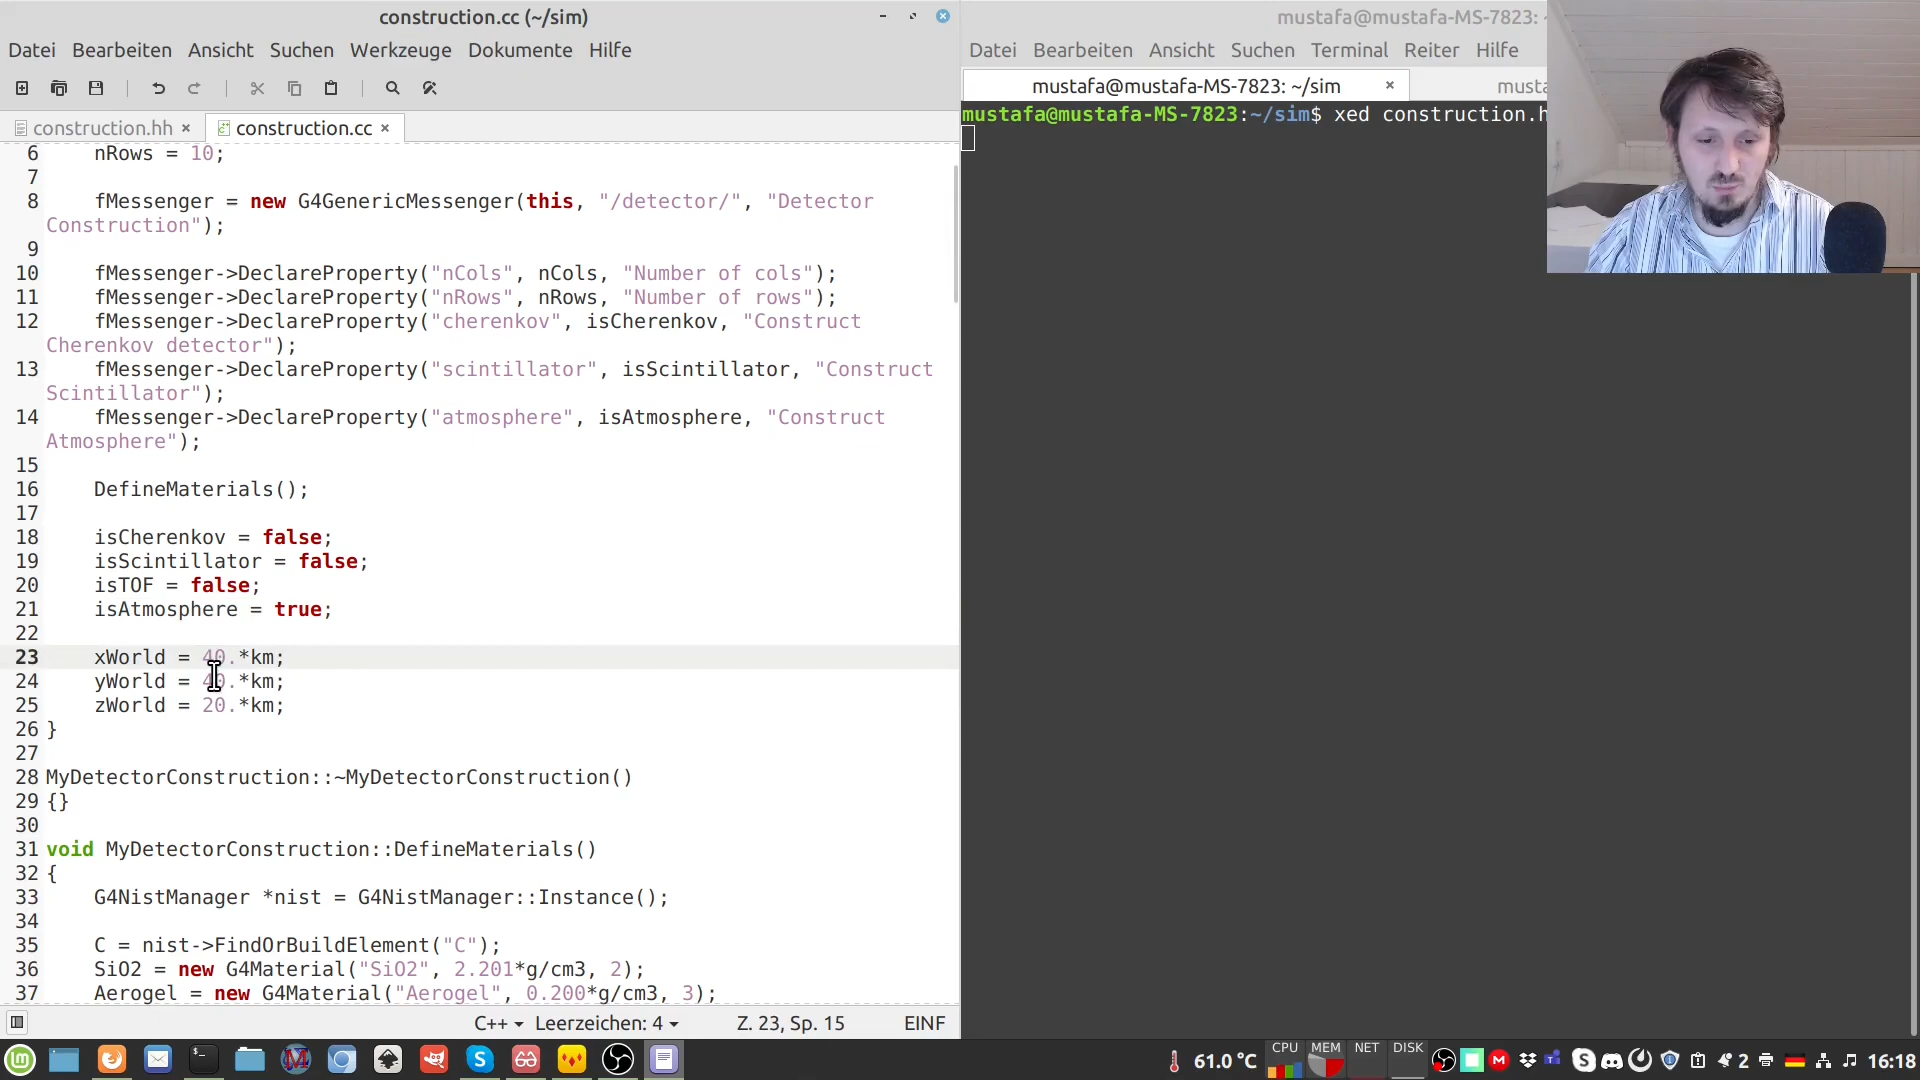 construction.cc (~/sim)
Datei Bearbeiten Ansicht Suchen Werkzeuge Dokumente Hilfe
construction.hh × construction.cc ×
6 nRows = 10;
7
8 fMessenger = new G4GenericMessenger(this, "/detector/", "Detector
Construction");
9
10 fMessenger->DeclareProperty("nCols", nCols, "Number of cols");
11 fMessenger->DeclareProperty("nRows", nRows, "Number of rows");
12 fMessenger->DeclareProperty("cherenkov", isCherenkov, "Construct
Cherenkov detector");
13 fMessenger->DeclareProperty("scintillator", isScintillator, "Construct
Scintillator");
14 fMessenger->DeclareProperty("atmosphere", isAtmosphere, "Construct
Atmosphere");
15
16 DefineMaterials();
17
18 isCherenkov = false;
19 isScintillator = false;
20 isTOF = false;
21 isAtmosphere = true;
22
23 xWorld = 40.*km;
24 yWorld = 40.*km;
25 zWorld = 20.*km;
26 }
27
28 MyDetectorConstruction::~MyDetectorConstruction()
29 {}
30
31 void MyDetectorConstruction::DefineMaterials()
32 {
33 G4NistManager *nist = G4NistManager::Instance();
34
35 C = nist->FindOrBuildElement("C");
36 SiO2 = new G4Material("SiO2", 2.201*g/cm3, 2);
37 Aerogel = new G4Material("Aerogel", 0.200*g/cm3, 3);
C++ Leerzeichen: 4 Z. 23, Sp. 15 EINF
mustafa@mustafa-MS-7823: ~
Datei Bearbeiten Ansicht Suchen Terminal Reiter Hilfe
mustafa@mustafa-MS-7823: ~/sim × musta
mustafa@mustafa-MS-7823:~/sim$ xed construction.h
61.0 °C CPU MEM NET DISK 2 16:18